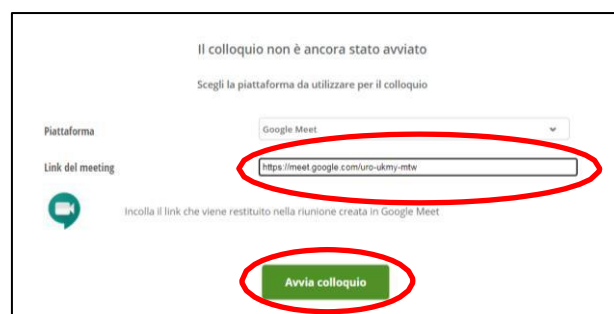 Il colloquio non è ancora stato avviato
Scegli la piattaforma da utilizzare per il colloquio
Piattaforma Google Meet
Link del meeting https://meet.google.com/uro-ukmy-mtw
Incolla il link che viene restituito nella riunione creata in Google Meet
Avvia colloquio